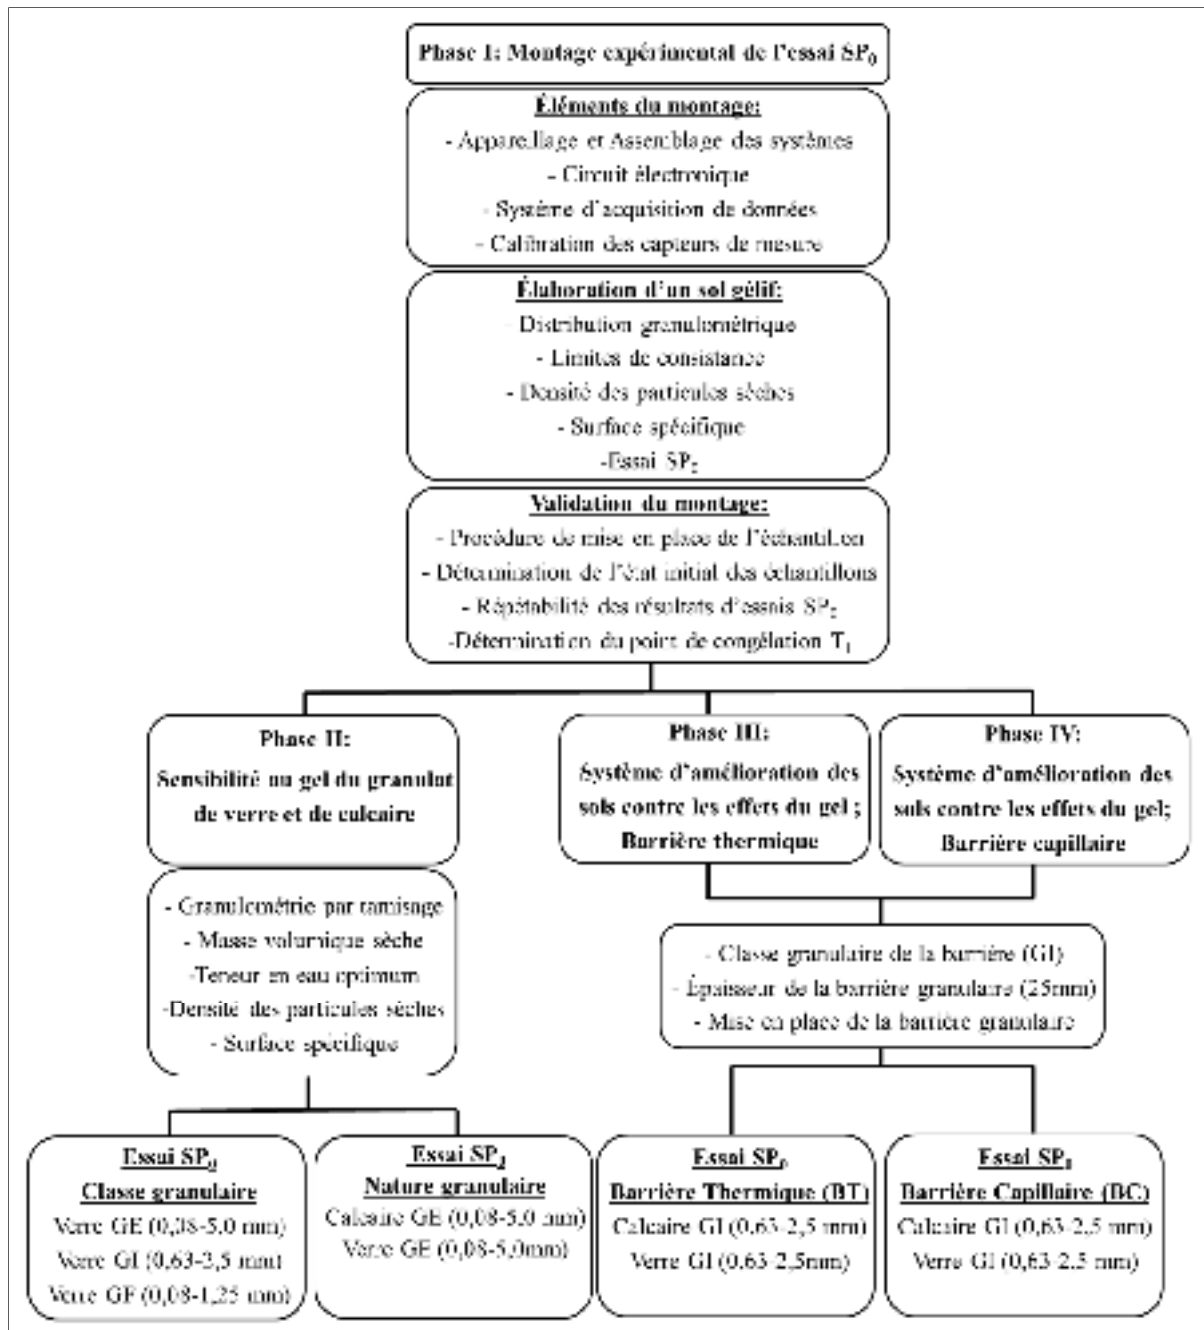 Phase I: Montage expérimental de l'essai SP0
Éléments du montage:
- Appareillage et Assemblage des systèmes
- Circuit électronique
- Système d'acquisition de données
- Calibration des capteurs de mesure
Élaboration d'un sol gélif:
- Distribution granulométrique
- Limites de consistance
- Densité des particules sèches
- Surface spécifique
-Essai SP0
Validation du montage:
- Procédure de mise en place de l'échantillon
- Détermination de l'état initial des échantillons
- Répétabilité des résultats d'essais SP0
-Détermination du point de congélation Tf
Phase II:
Sensibilité au gel du granulat
de verre et de calcaire
Phase III:
Système d'amélioration des
sols contre les effets du gel ;
Barrière thermique
Phase IV:
Système d'amélioration des
sols contre les effets du gel;
Barrière capillaire
- Granulométrie par tamisage
- Masse volumique sèche
-Teneur en eau optimum
-Densité des particules sèches
- Surface spécifique
- Classe granulaire de la barrière (GI)
- Épaisseur de la barrière granulaire (25mm)
- Mise en place de la barrière granulaire
Essai SP0
Classe granulaire
Verre GE (0,08-5,0 mm)
Verre GI (0,63-2,5 mm)
Verre GF (0,08-1,25 mm)
Essai SP0
Nature granulaire
Calcaire GE (0,08-5,0 mm)
Verre GE (0,08-5,0mm)
Essai SP0
Barrière Thermique (BT)
Calcaire GI (0,63-2,5 mm)
Verre GI (0,63-2,5mm)
Essai SP0
Barrière Capillaire (BC)
Calcaire GI (0,63-2,5 mm)
Verre GI (0,63-2,5 mm)